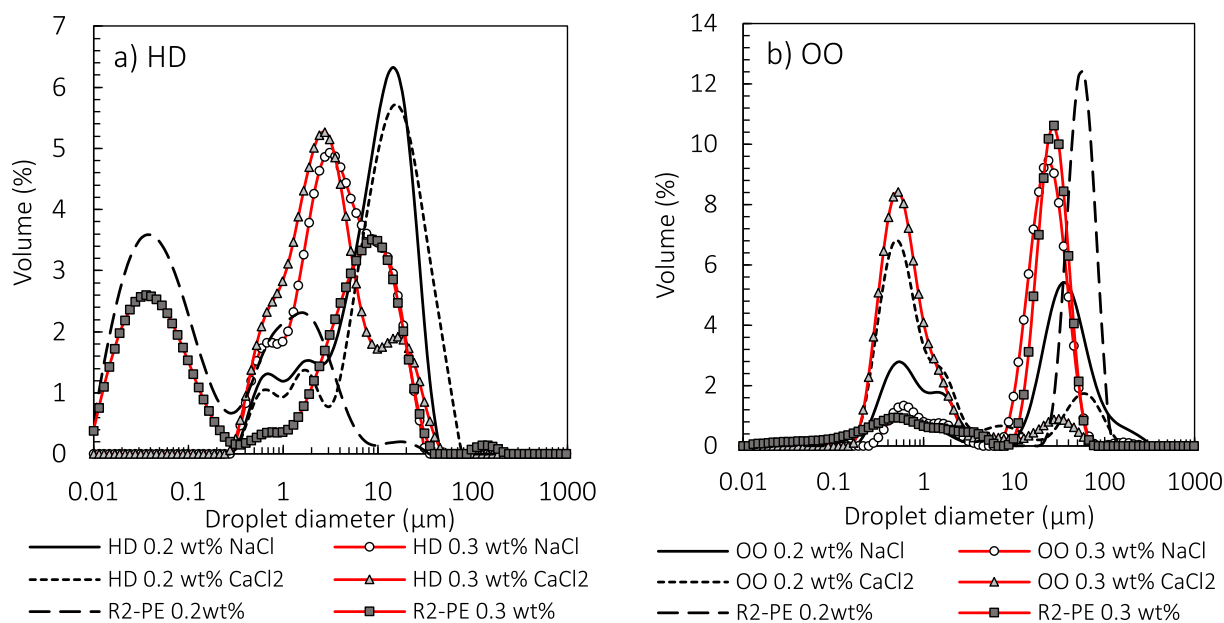 a) HD
Volume (%)
7
6
5
4
3
2
1
0
0.01 0.1 1 10 100 1000
Droplet diameter (μm)
HD 0.2 wt% NaCl
HD 0.3 wt% NaCl
HD 0.2 wt% CaCl2
HD 0.3 wt% CaCl2
R2-PE 0.2wt%
R2-PE 0.3 wt%
b) OO
Volume (%)
14
12
10
8
6
4
2
0
0.01 0.1 1 10 100 1000
Droplet diameter (μm)
OO 0.2 wt% NaCl
OO 0.3 wt% NaCl
OO 0.2 wt% CaCl2
OO 0.3 wt% CaCl2
R2-PE 0.2wt%
R2-PE 0.3 wt%